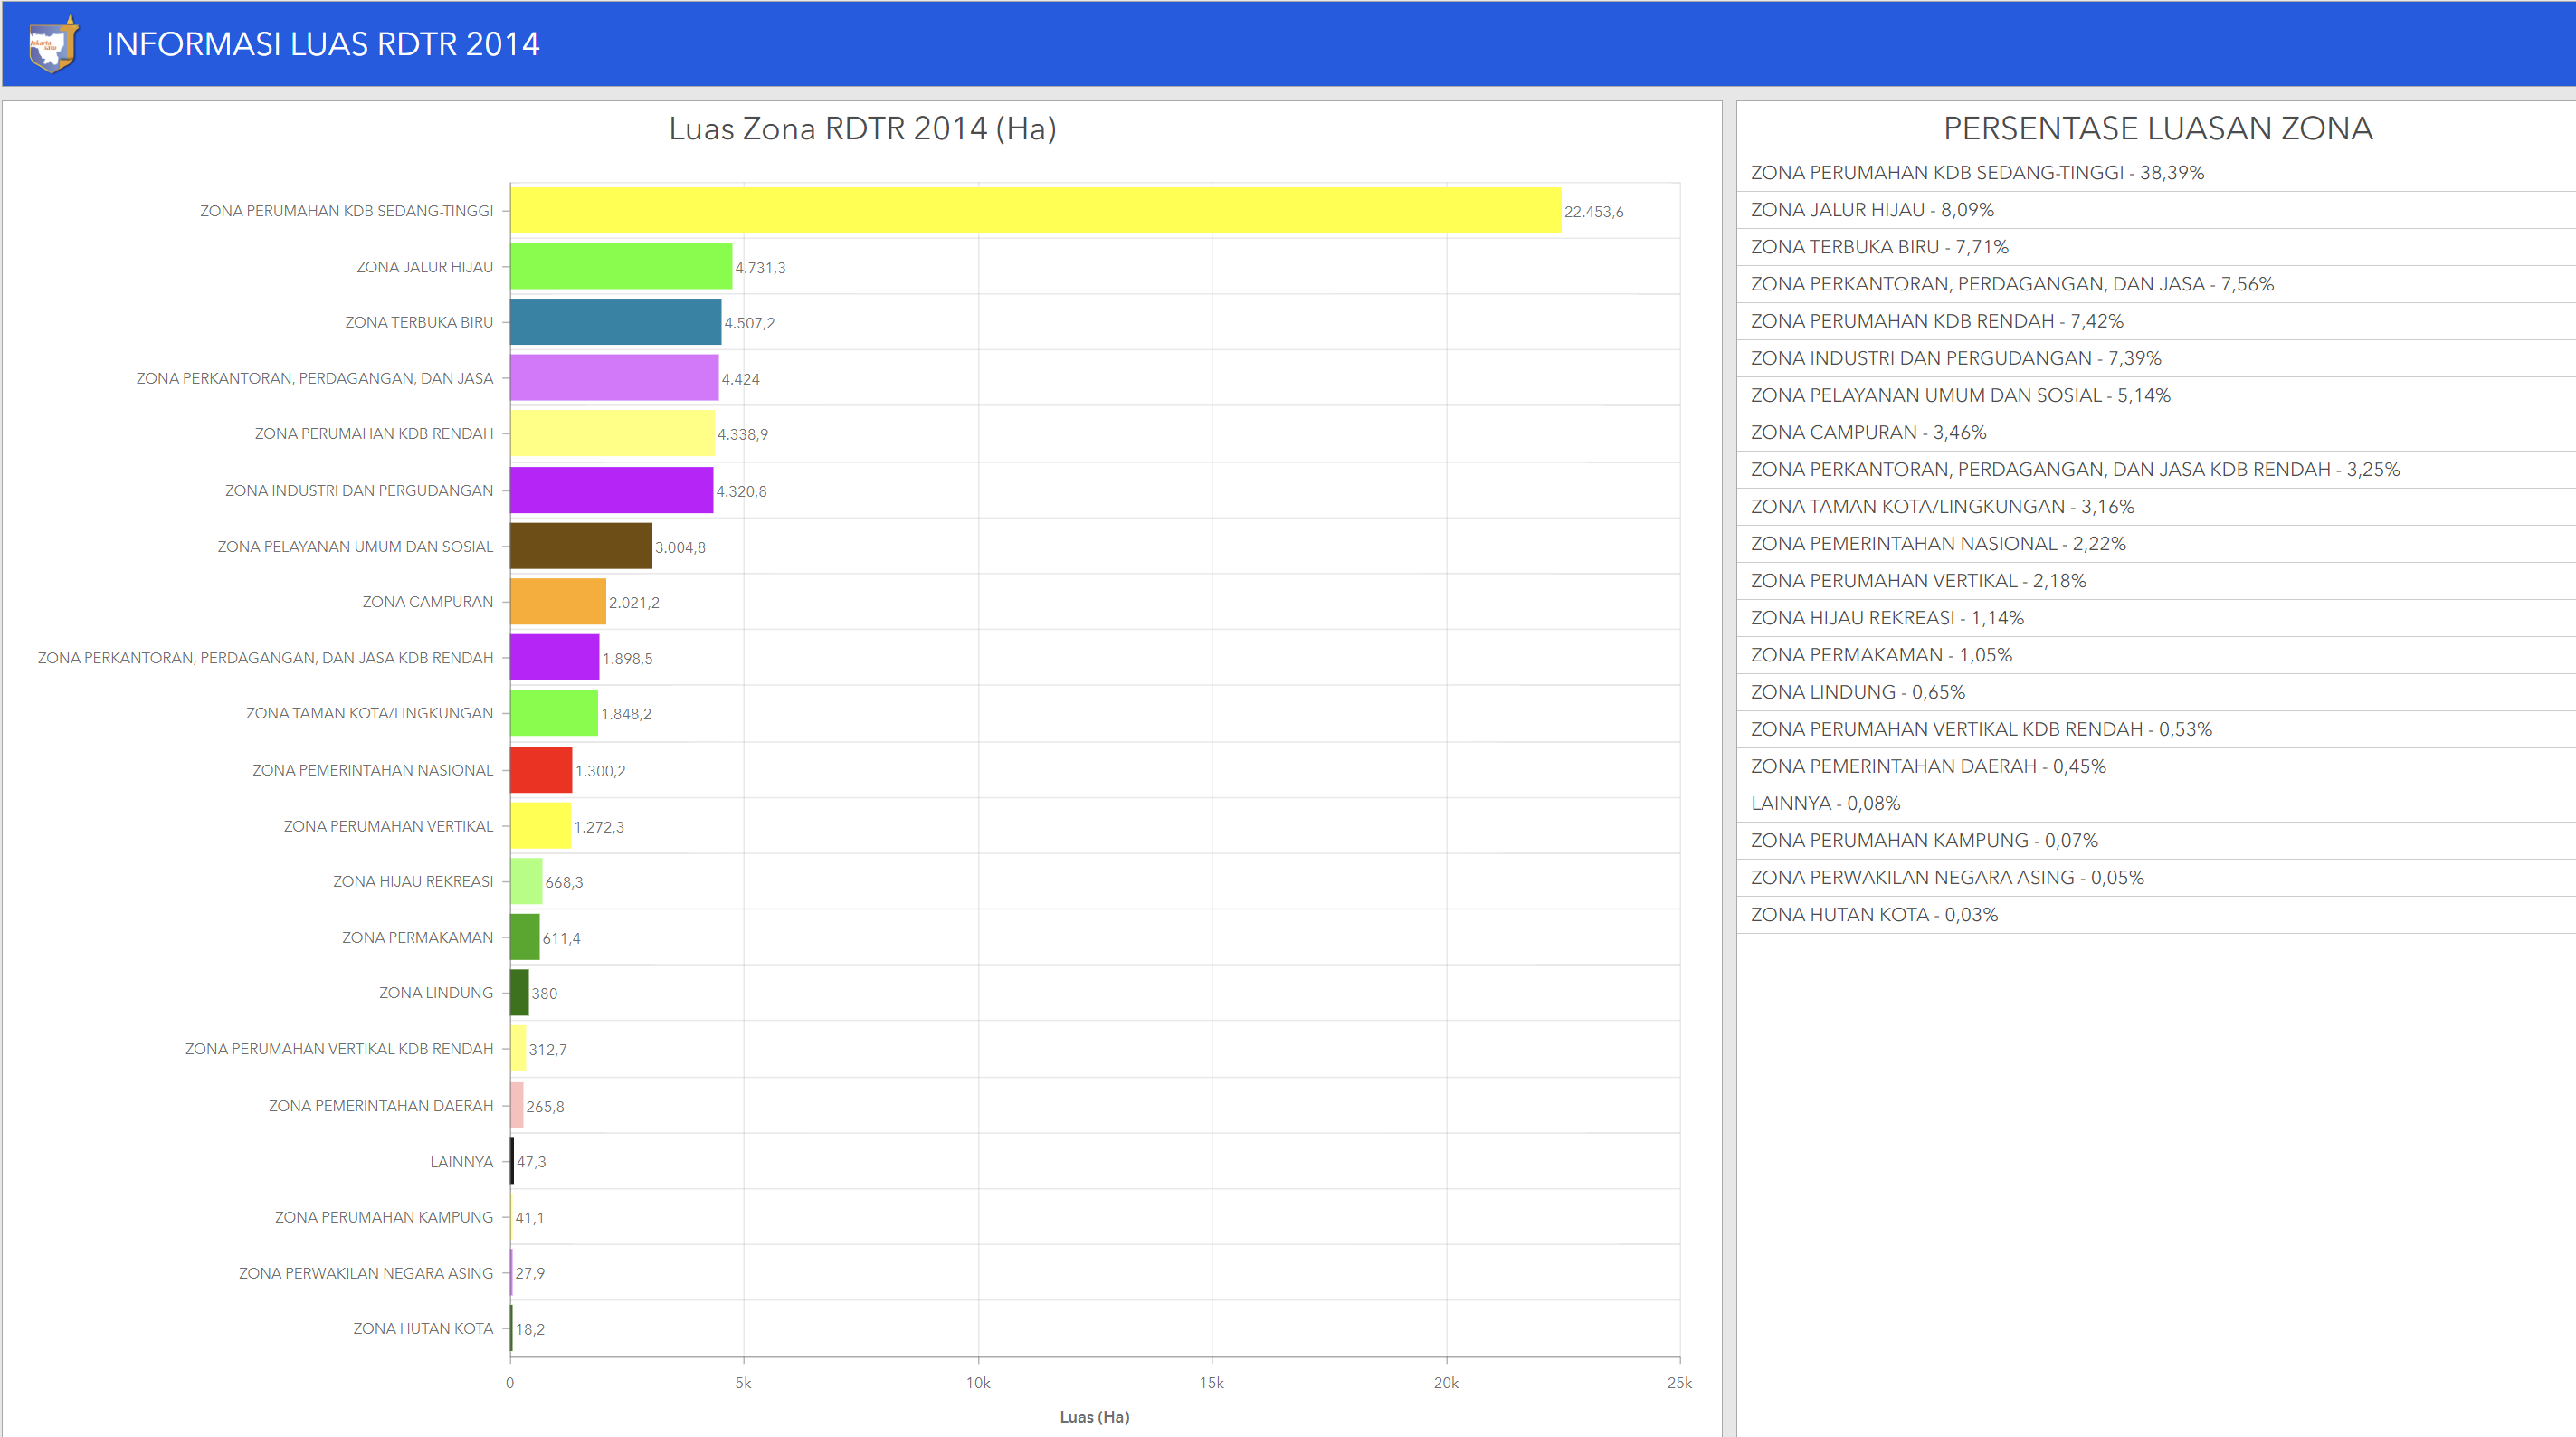 Jakarta
satu
INFORMASI LUAS RDTR 2014
Luas Zona RDTR 2014 (Ha)
ZONA PERUMAHAN KDB SEDANG-TINGGI 22.453,6
ZONA JALUR HIJAU 4.731,3
ZONA TERBUKA BIRU 4.507,2
ZONA PERKANTORAN, PERDAGANGAN, DAN JASA 4.424
ZONA PERUMAHAN KDB RENDAH 4.338,9
ZONA INDUSTRI DAN PERGUDANGAN 4.320,8
ZONA PELAYANAN UMUM DAN SOSIAL 3.004,8
ZONA CAMPURAN 2.021,2
ZONA PERKANTORAN, PERDAGANGAN, DAN JASA KDB RENDAH 1.898,5
ZONA TAMAN KOTA/LINGKUNGAN 1.848,2
ZONA PEMERINTAHAN NASIONAL 1.300,2
ZONA PERUMAHAN VERTIKAL 1.272,3
ZONA HIJAU REKREASI 668,3
ZONA PERMAKAMAN 611,4
ZONA LINDUNG 380
ZONA PERUMAHAN VERTIKAL KDB RENDAH 312,7
ZONA PEMERINTAHAN DAERAH 265,8
LAINNYA 47,3
ZONA PERUMAHAN KAMPUNG 41,1
ZONA PERWAKILAN NEGARA ASING 27,9
ZONA HUTAN KOTA 18,2
0 5k 10k 15k 20k 25k
Luas (Ha)
PERSENTASE LUASAN ZONA
ZONA PERUMAHAN KDB SEDANG-TINGGI - 38,39%
ZONA JALUR HIJAU - 8,09%
ZONA TERBUKA BIRU - 7,71%
ZONA PERKANTORAN, PERDAGANGAN, DAN JASA - 7,56%
ZONA PERUMAHAN KDB RENDAH - 7,42%
ZONA INDUSTRI DAN PERGUDANGAN - 7,39%
ZONA PELAYANAN UMUM DAN SOSIAL - 5,14%
ZONA CAMPURAN - 3,46%
ZONA PERKANTORAN, PERDAGANGAN, DAN JASA KDB RENDAH - 3,25%
ZONA TAMAN KOTA/LINGKUNGAN - 3,16%
ZONA PEMERINTAHAN NASIONAL - 2,22%
ZONA PERUMAHAN VERTIKAL - 2,18%
ZONA HIJAU REKREASI - 1,14%
ZONA PERMAKAMAN - 1,05%
ZONA LINDUNG - 0,65%
ZONA PERUMAHAN VERTIKAL KDB RENDAH - 0,53%
ZONA PEMERINTAHAN DAERAH - 0,45%
LAINNYA - 0,08%
ZONA PERUMAHAN KAMPUNG - 0,07%
ZONA PERWAKILAN NEGARA ASING - 0,05%
ZONA HUTAN KOTA - 0,03%